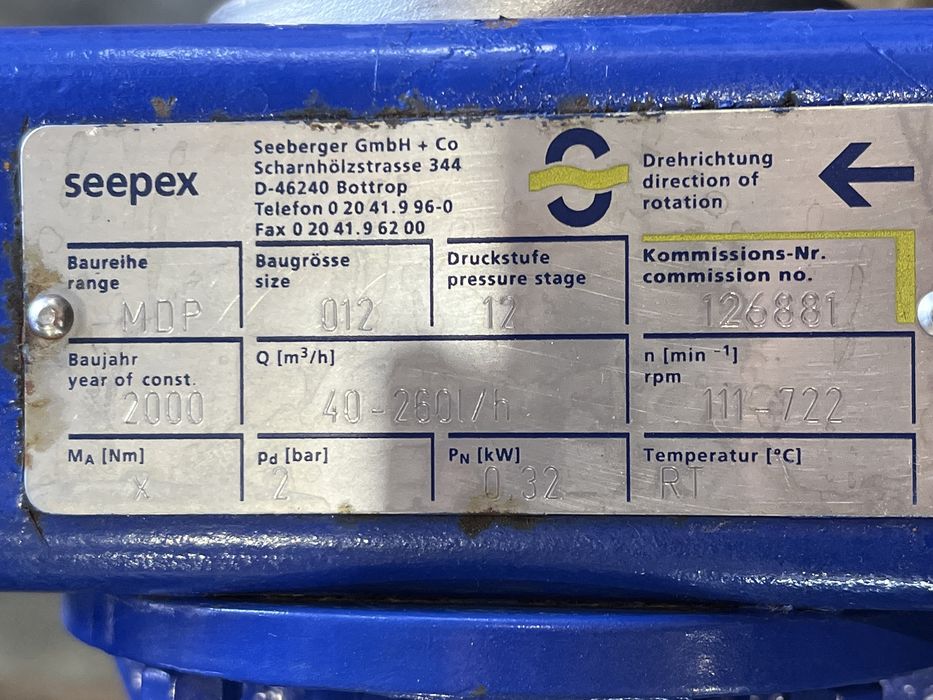 seepex
Seeberger GmbH + Co
Scharnhölzstrasse 344
D-46240 Bottrop
Telefon 0 20 41.9 96-0
Fax 0 20 41.9 62 00
Drehrichtung
direction of
rotation
Baureihe
range
MDP
Baugrösse
size
012
Druckstufe
pressure stage
12
Kommissions-Nr.
commission no.
126881
Baujahr
year of const.
2000
Q [m³/h]
40-260l/h
n [min ⁻¹]
rpm
111-722
MA [Nm]
X
pd [bar]
2
PN [kW]
0.32
Temperatur [°C]
RT